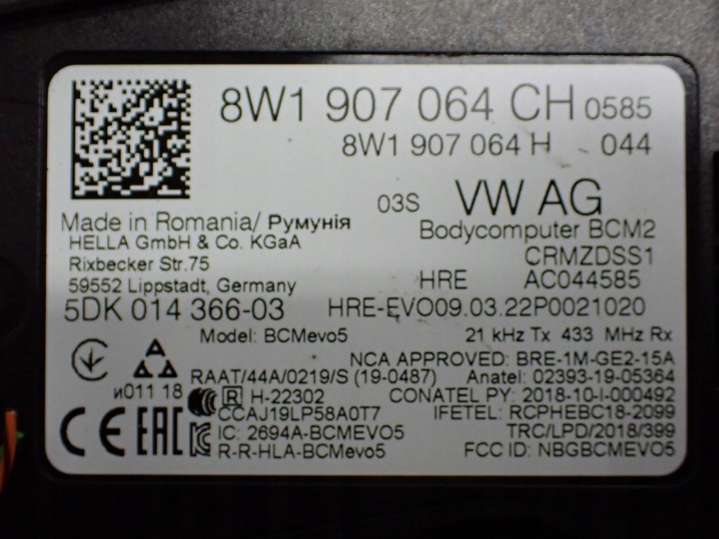 8W1 907 064 CH 0585
8W1 907 064 H 044
03S VW AG
Made in Romania/ Румунія
Bodycomputer BCM2
HELLA GmbH & Co. KGaA
CRMZDSS1
Rixbecker Str.75
HRE AC044585
59552 Lippstadt, Germany
5DK 014 366-03 HRE-EVO09.03.22P0021020
Model: BCMevo5 21 kHz Tx 433 MHz Rx
NCA APPROVED: BRE-1M-GE2-15A
RAAT/44A/0219/S (19-0487) Anatel: 02393-19-05364
и011 18 R H-22302 CONATEL PY: 2018-10-I-000492
CCAJ19LP58A0T7 IFETEL: RCPHEBC18-2099
CE EAC IC: 2694A-BCMEVO5 TRC/LPD/2018/399
R-R-HLA-BCMevo5 FCC ID: NBGBCMEVO5